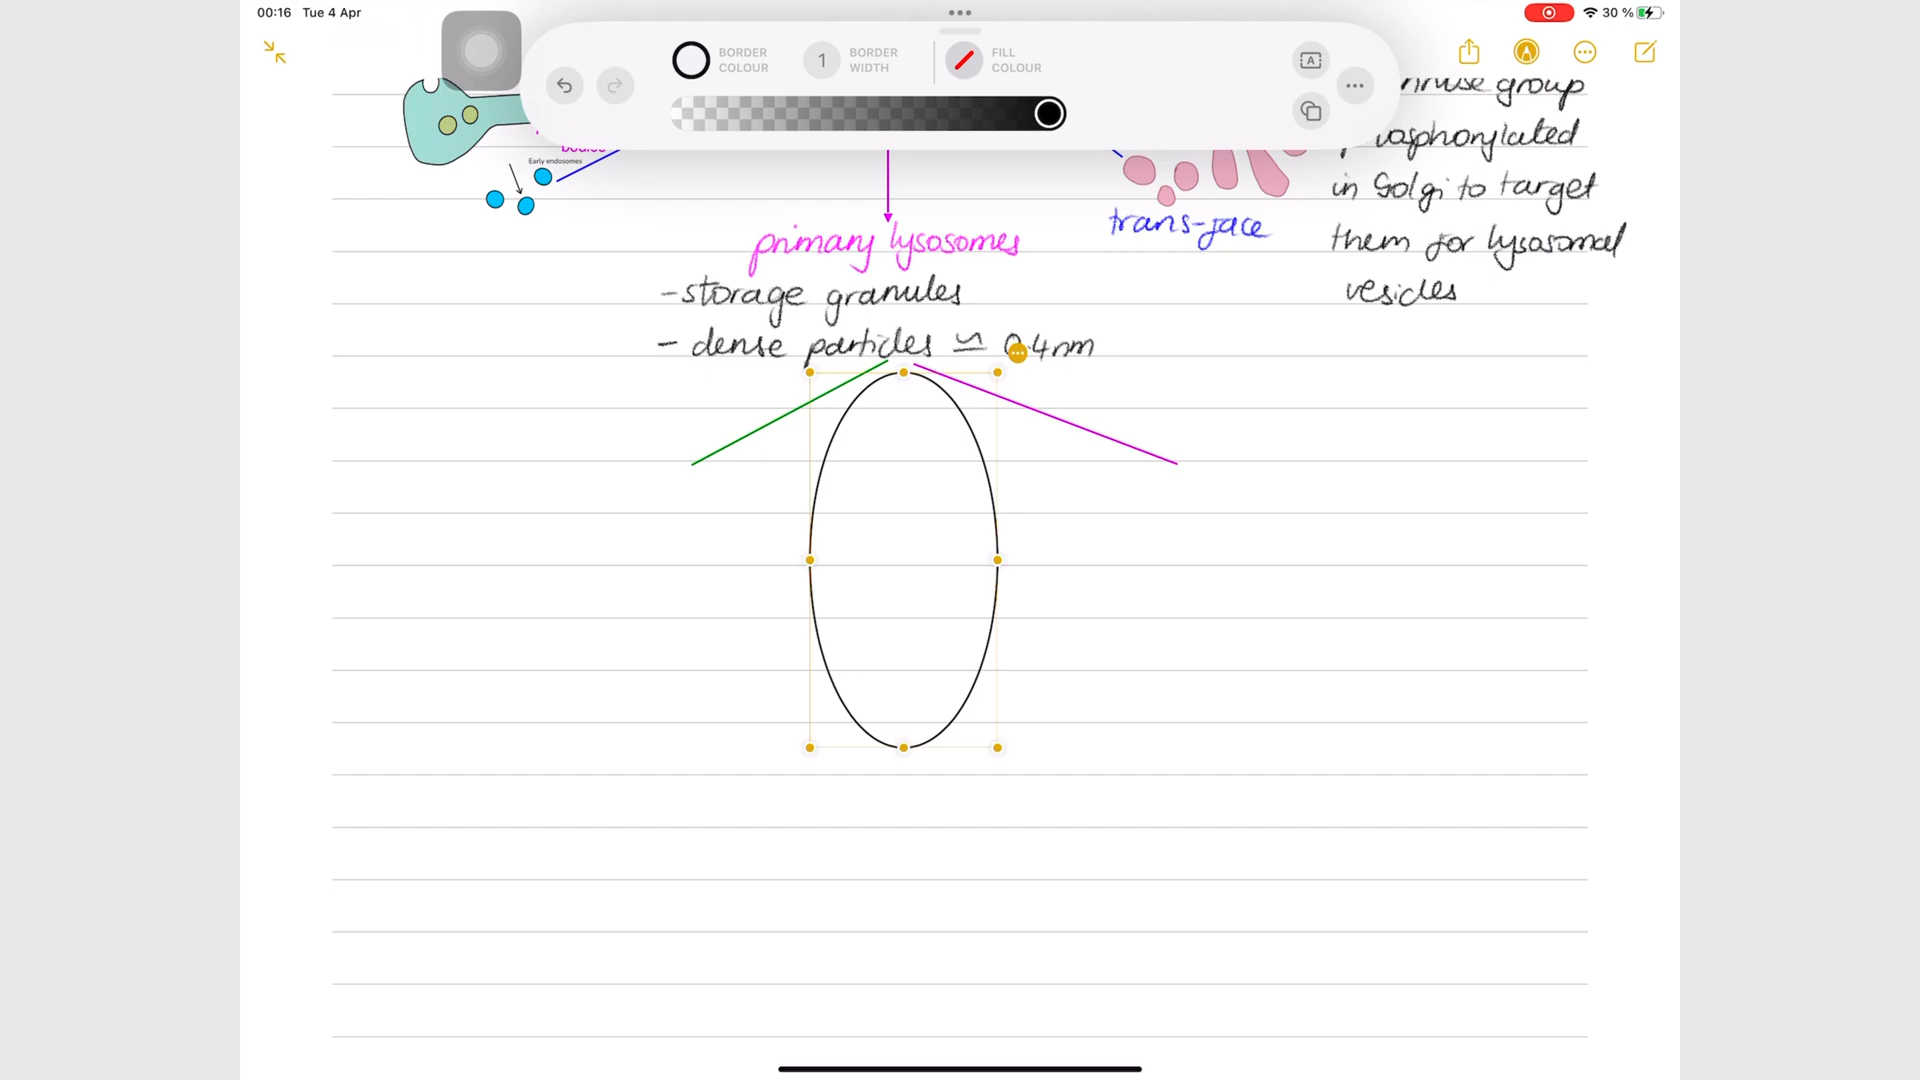 00:16 Tue 4 Apr
30 %
BORDER COLOUR
1
BORDER WIDTH
FILL COLOUR
A
group
Early endosomes
in Golgi to target
trans-face
them for lysosomal
vesicles
primary lysosomes
-storage granules
- dense particles ≃ 0.4nm